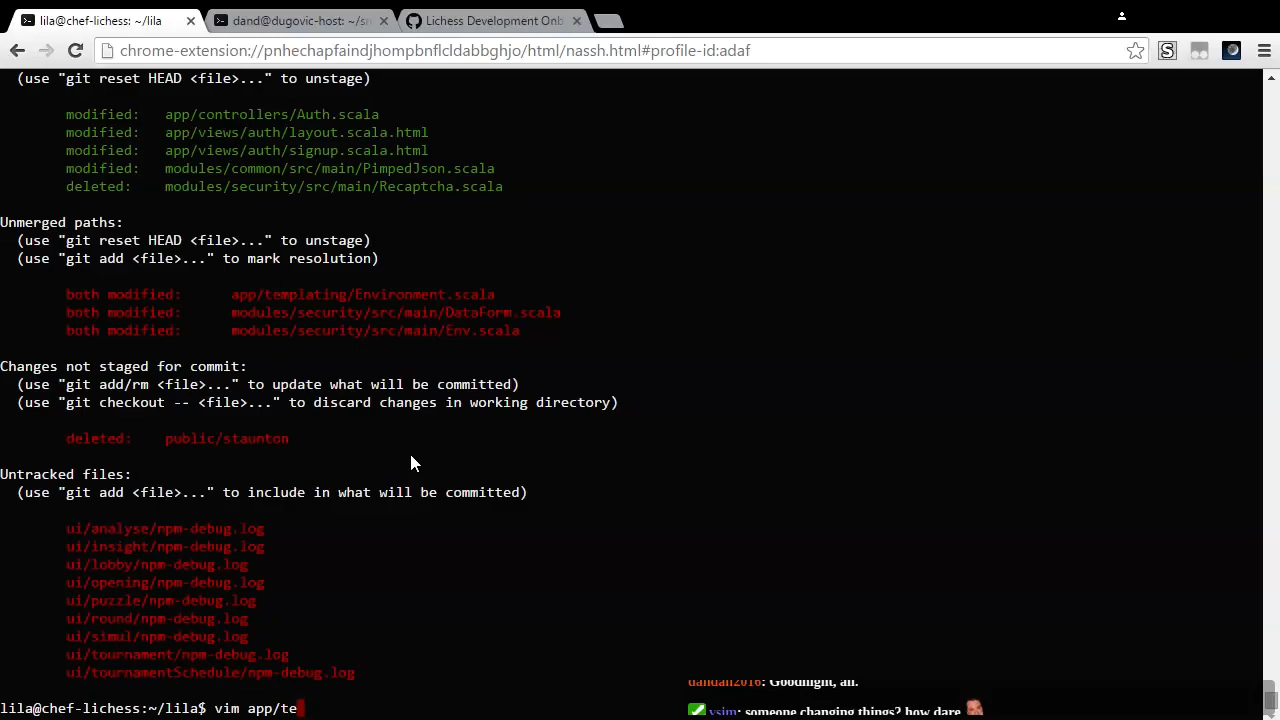 lila@chef-lichess: ~/lila
dand@dugovic-host: ~/sr
Lichess Development Onb
chrome-extension://pnhechapfaindjhompbnflcldabbghjo/html/nassh.html#profile-id:adaf
(use "git reset HEAD <file>..." to unstage)
modified: app/controllers/Auth.scala
modified: app/views/auth/layout.scala.html
modified: app/views/auth/signup.scala.html
modified: modules/common/src/main/PimpedJson.scala
deleted: modules/security/src/main/Recaptcha.scala
Unmerged paths:
(use "git reset HEAD <file>..." to unstage)
(use "git add <file>..." to mark resolution)
both modified: app/templating/Environment.scala
both modified: modules/security/src/main/DataForm.scala
both modified: modules/security/src/main/Env.scala
Changes not staged for commit:
(use "git add/rm <file>..." to update what will be committed)
(use "git checkout -- <file>..." to discard changes in working directory)
deleted: public/staunton
Untracked files:
(use "git add <file>..." to include in what will be committed)
ui/analyse/npm-debug.log
ui/insight/npm-debug.log
ui/lobby/npm-debug.log
ui/opening/npm-debug.log
ui/puzzle/npm-debug.log
ui/round/npm-debug.log
ui/simul/npm-debug.log
ui/tournament/npm-debug.log
ui/tournamentSchedule/npm-debug.log
dandan2016: Goodnight, all.
lila@chef-lichess:~/lila$ vim app/te
vsim: someone changing things? how dare